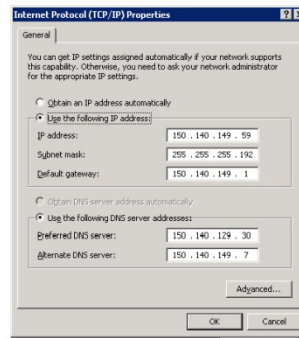 Internet Protocol (TCP/IP) Properties
General
You can get IP settings assigned automatically if your network supports
this capability. Otherwise, you need to ask your network administrator
for the appropriate IP settings.
Obtain an IP address automatically
Use the following IP address:
IP address: 150 . 140 . 149 . 59
Subnet mask: 255 . 255 . 255 . 192
Default gateway: 150 . 140 . 149 . 1
Obtain DNS server address automatically
Use the following DNS server addresses:
Preferred DNS server: 150 . 140 . 129 . 30
Alternate DNS server: 150 . 140 . 149 . 7
Advanced...
OK Cancel